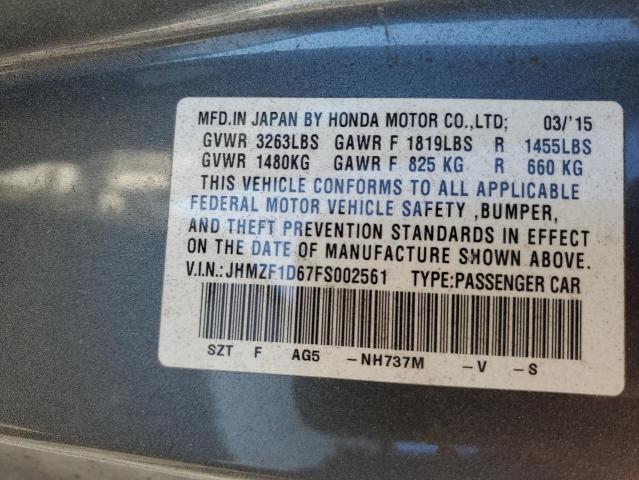 MFD.IN JAPAN BY HONDA MOTOR CO.,LTD; 03/'15
GVWR 3263LBS GAWR F 1819LBS R 1455LBS
GVWR 1480KG GAWR F 825 KG R 660 KG
THIS VEHICLE CONFORMS TO ALL APPLICABLE
FEDERAL MOTOR VEHICLE SAFETY ,BUMPER,
AND THEFT PREVENTION STANDARDS IN EFFECT
ON THE DATE OF MANUFACTURE SHOWN ABOVE.
V.I.N.: JHMZF1D67FS002561 TYPE:PASSENGER CAR
SZT F AG5 -NH737M -V -S